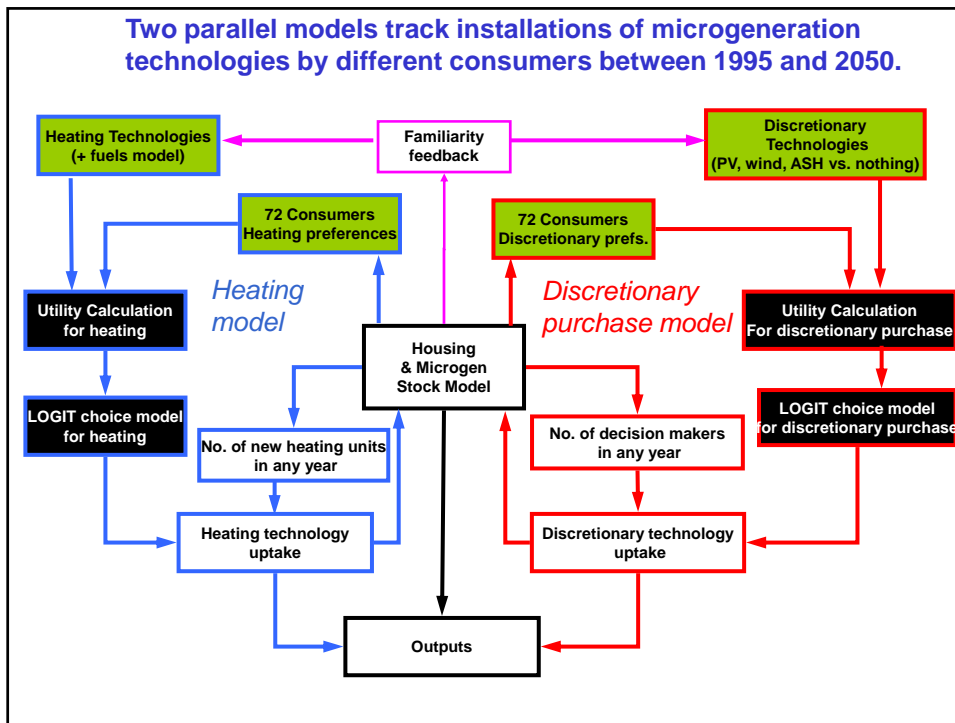 Two parallel models track installations of microgeneration
technologies by different consumers between 1995 and 2050.
Heating Technologies
(+ fuels model)
Familiarity
feedback
Discretionary
Technologies
(PV, wind, ASH vs. nothing)
72 Consumers
Heating preferences
72 Consumers
Discretionary prefs.
Heating
model
Discretionary
purchase model
Utility Calculation
for heating
Utility Calculation
For discretionary purchase
Housing
& Microgen
Stock Model
LOGIT choice model
for heating
LOGIT choice model
for discretionary purchase
No. of new heating units
in any year
No. of decision makers
in any year
Heating technology
uptake
Discretionary technology
uptake
Outputs